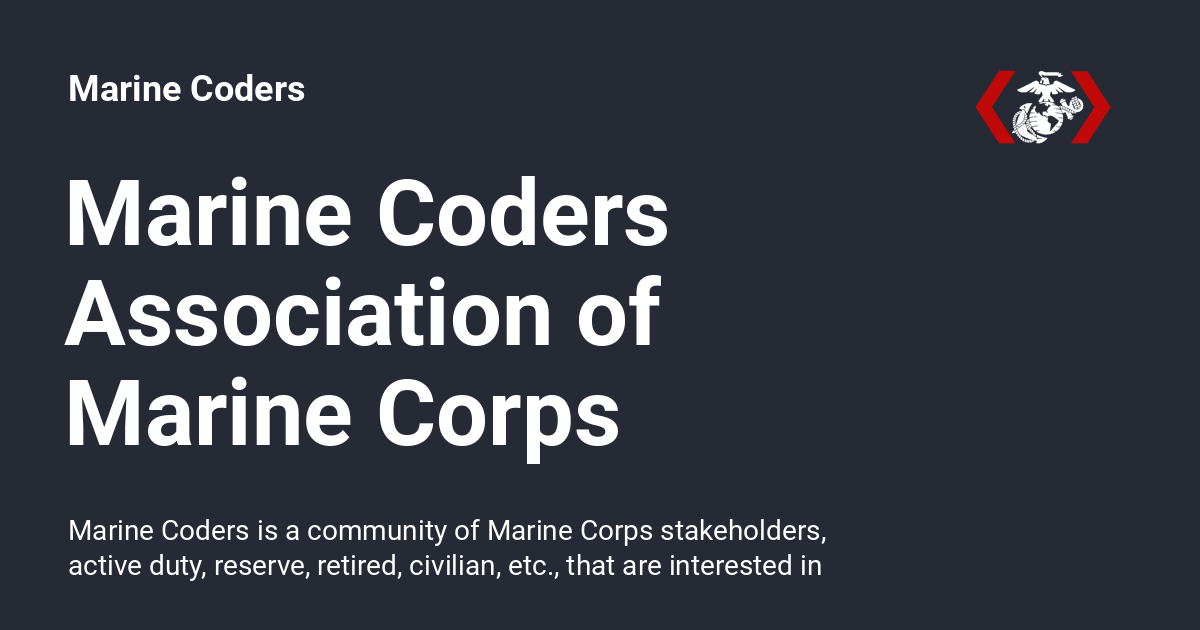 Marine Coders
Marine Coders
Association of
Marine Corps
Marine Coders is a community of Marine Corps stakeholders,
active duty, reserve, retired, civilian, etc., that are interested in